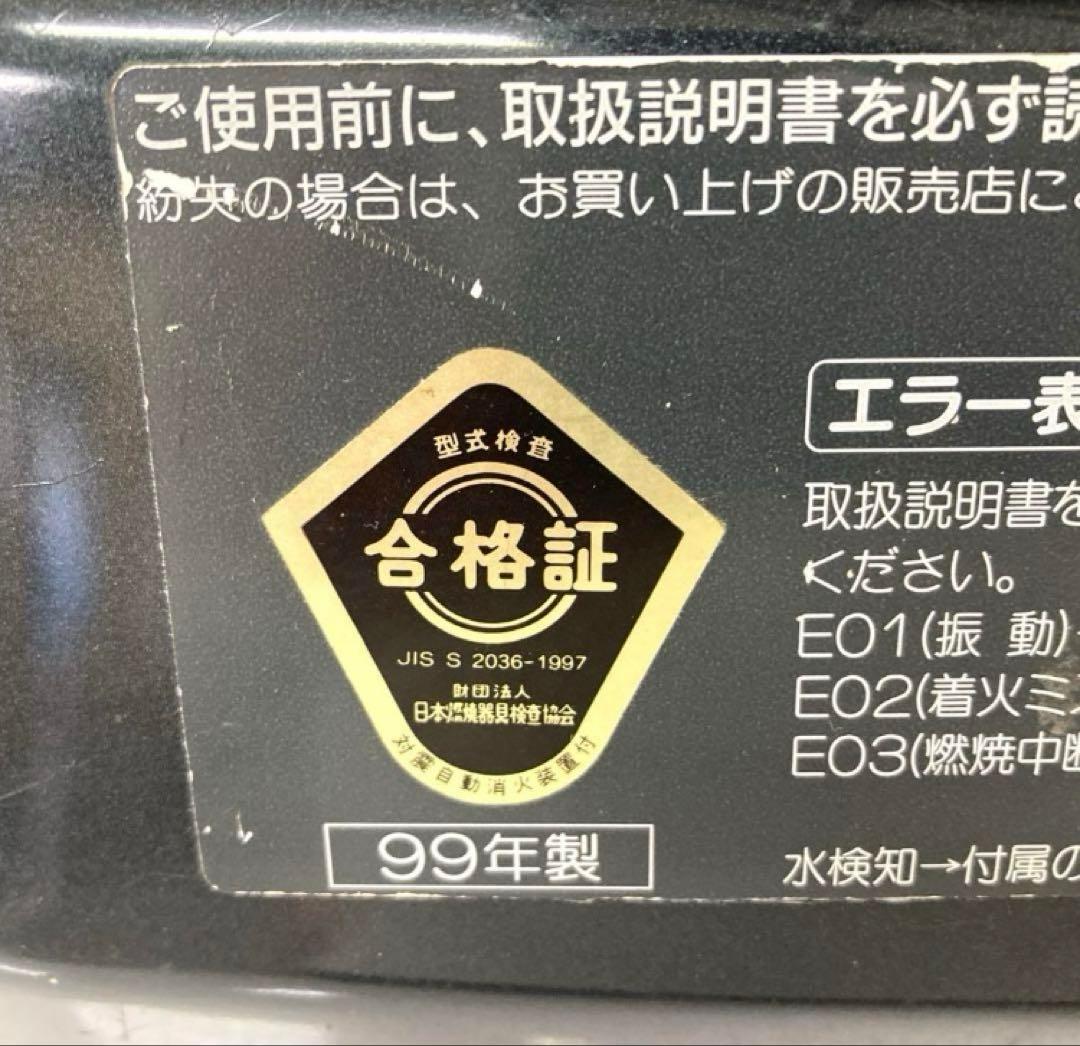 ご使用前に、取扱説明書を必ず読
紛失の場合は、お買い上げの販売店に
型式検査
合格証
JIS S 2036-1997
財団法人
日本燃焼器具検査協会
対震自動消火装置付
99年製
エラー表
取扱説明書を
ください。
E01(振 動)
E02(着火ミス
E03(燃焼中断
水検知→付属の